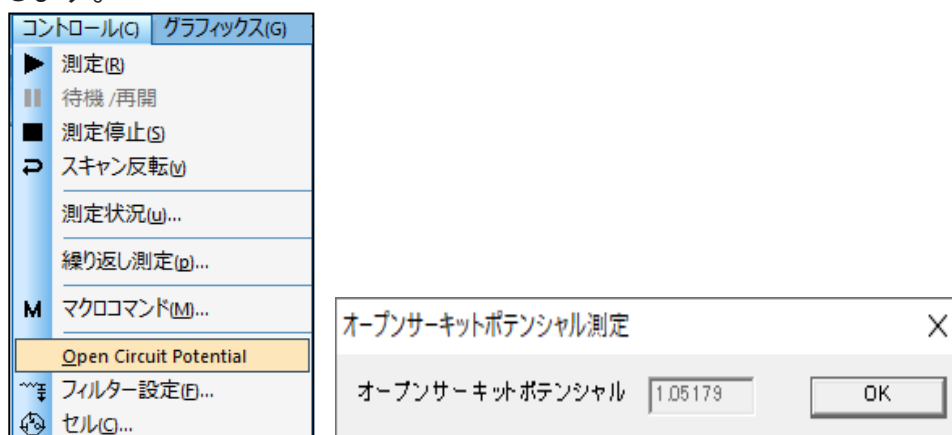 コントロール(C) グラフィックス(G)
測定(R)
待機 /再開
測定停止(S)
スキャン反転(v)
測定状況(u)...
繰り返し測定(p)...
M マクロコマンド(M)...
Open Circuit Potential
フィルター設定(F)...
セル(C)...
オープンサーキットポテンシャル測定 X
オープンサーキットポテンシャル 1.05179 OK